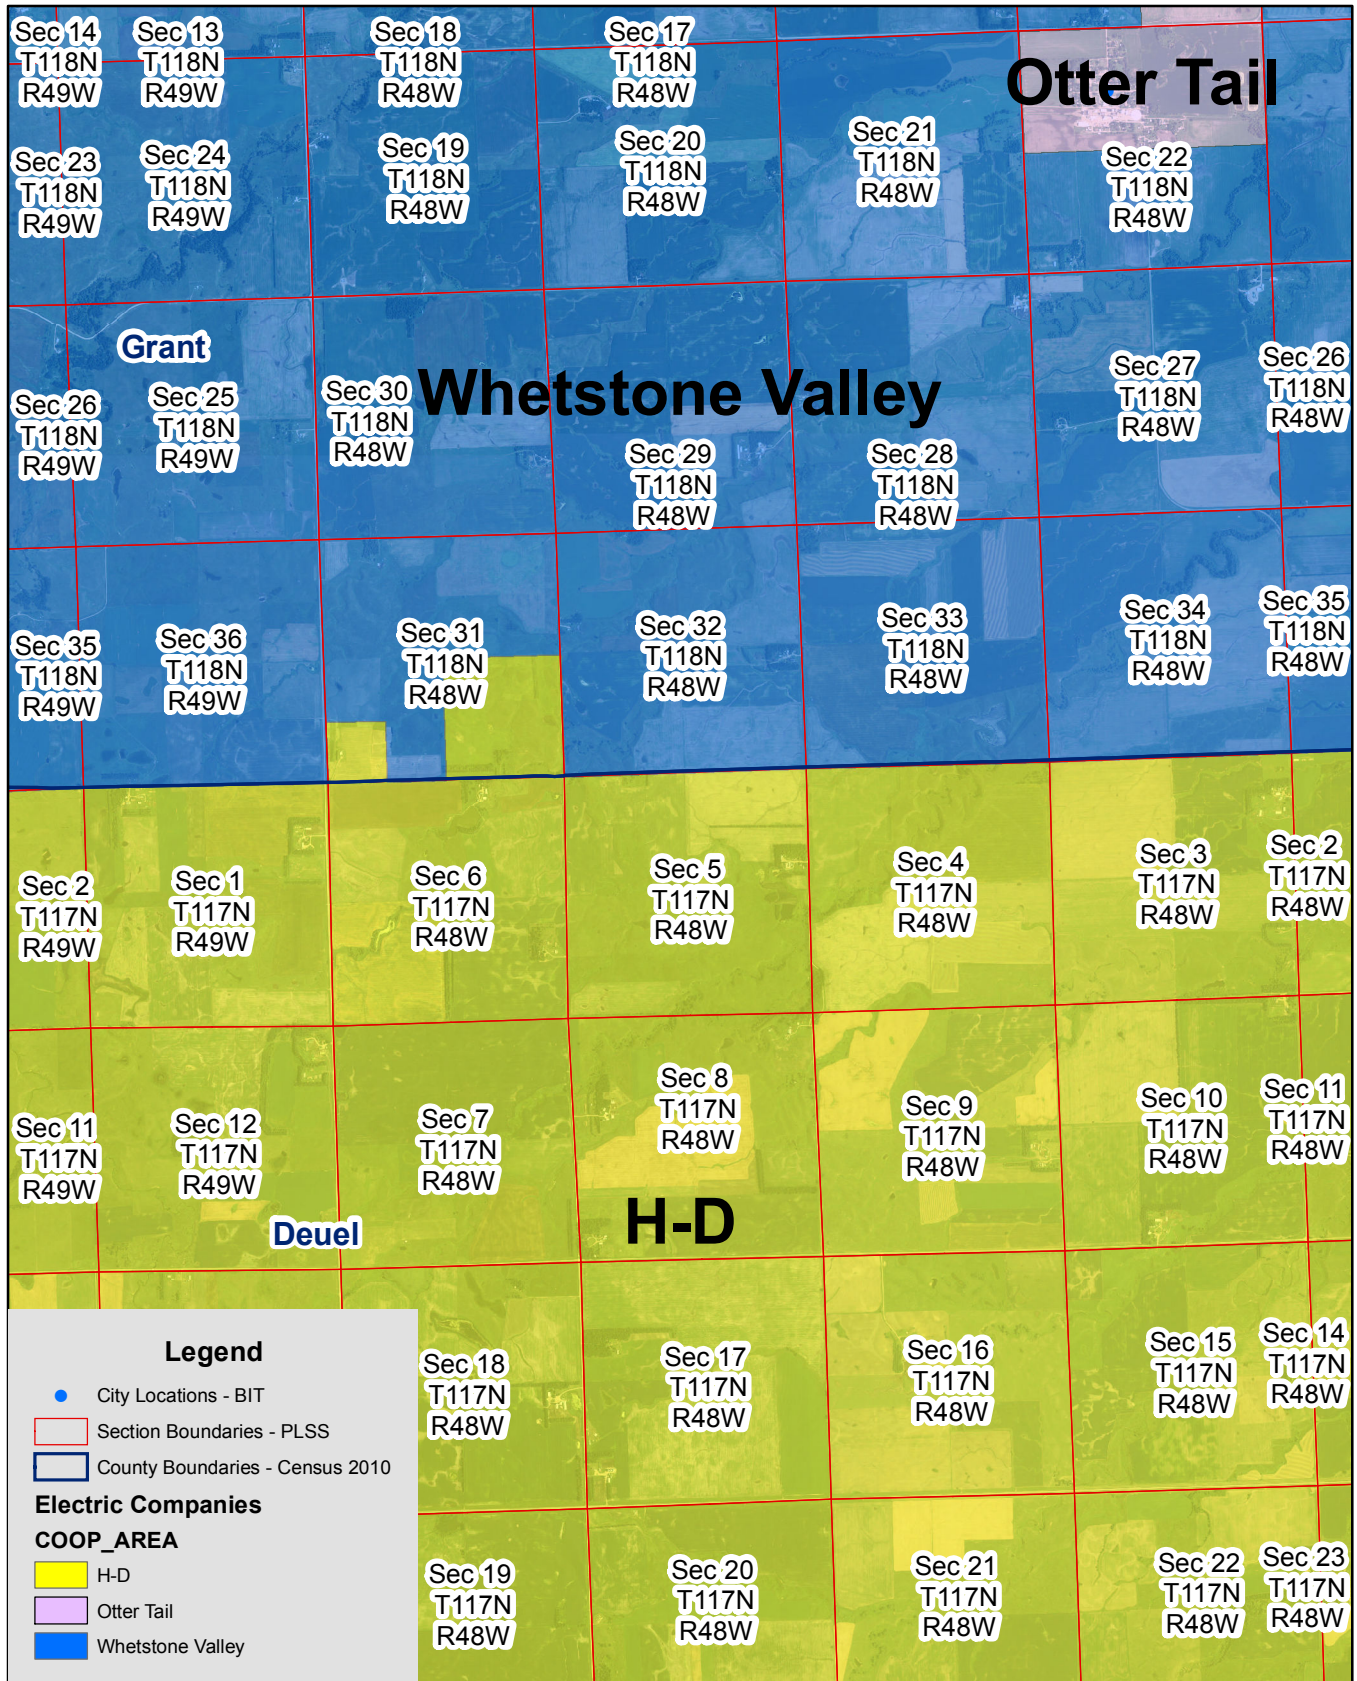 Sec 14
T118N
R49W
Sec 13
T118N
R49W
Sec 18
T118N
R48W
Sec 17
T118N
R48W
Otter Tail
Sec 23
T118N
R49W
Sec 24
T118N
R49W
Sec 19
T118N
R48W
Sec 20
T118N
R48W
Sec 21
T118N
R48W
Sec 22
T118N
R48W
Grant
Whetstone Valley
Sec 26
T118N
R49W
Sec 25
T118N
R49W
Sec 30
T118N
R48W
Sec 29
T118N
R48W
Sec 28
T118N
R48W
Sec 27
T118N
R48W
Sec 26
T118N
R48W
Sec 35
T118N
R49W
Sec 36
T118N
R49W
Sec 31
T118N
R48W
Sec 32
T118N
R48W
Sec 33
T118N
R48W
Sec 34
T118N
R48W
Sec 35
T118N
R48W
Sec 2
T117N
R49W
Sec 1
T117N
R49W
Sec 6
T117N
R48W
Sec 5
T117N
R48W
Sec 4
T117N
R48W
Sec 3
T117N
R48W
Sec 2
T117N
R48W
Sec 11
T117N
R49W
Sec 12
T117N
R49W
Sec 7
T117N
R48W
Sec 8
T117N
R48W
Sec 9
T117N
R48W
Sec 10
T117N
R48W
Sec 11
T117N
R48W
Deuel
H-D
Sec 18
T117N
R48W
Sec 17
T117N
R48W
Sec 16
T117N
R48W
Sec 15
T117N
R48W
Sec 14
T117N
R48W
Sec 19
T117N
R48W
Sec 20
T117N
R48W
Sec 21
T117N
R48W
Sec 22
T117N
R48W
Sec 23
T117N
R48W
Legend
City Locations - BIT
Section Boundaries - PLSS
County Boundaries - Census 2010
Electric Companies
COOP_AREA
H-D
Otter Tail
Whetstone Valley